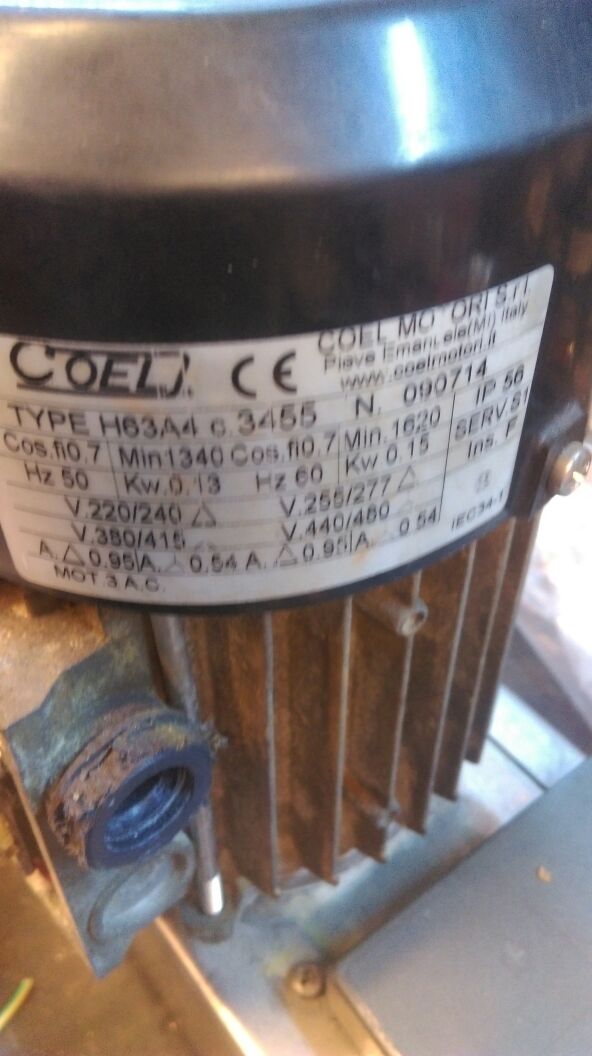 COEL
CE
COEL MOTORI S.r.l.
Pieve Emanuele(MI) Italy
www.coelmotori.it
TYPE H63A4 c.3455 N. 090714
Cos.fi0.7 Min1340 Cos.fi0.7 Min.1620 IP 56
Hz 50 Kw.0.13 Hz 60 Kw 0.15 SERV.S1
V.220/240 △ V.255/277 △ Ins. F
V.380/415 V.440/480
A. △ 0.95 A. 0.54 A. △ 0.95 A. 0.54 IEC34-1
MOT.3 A.C.